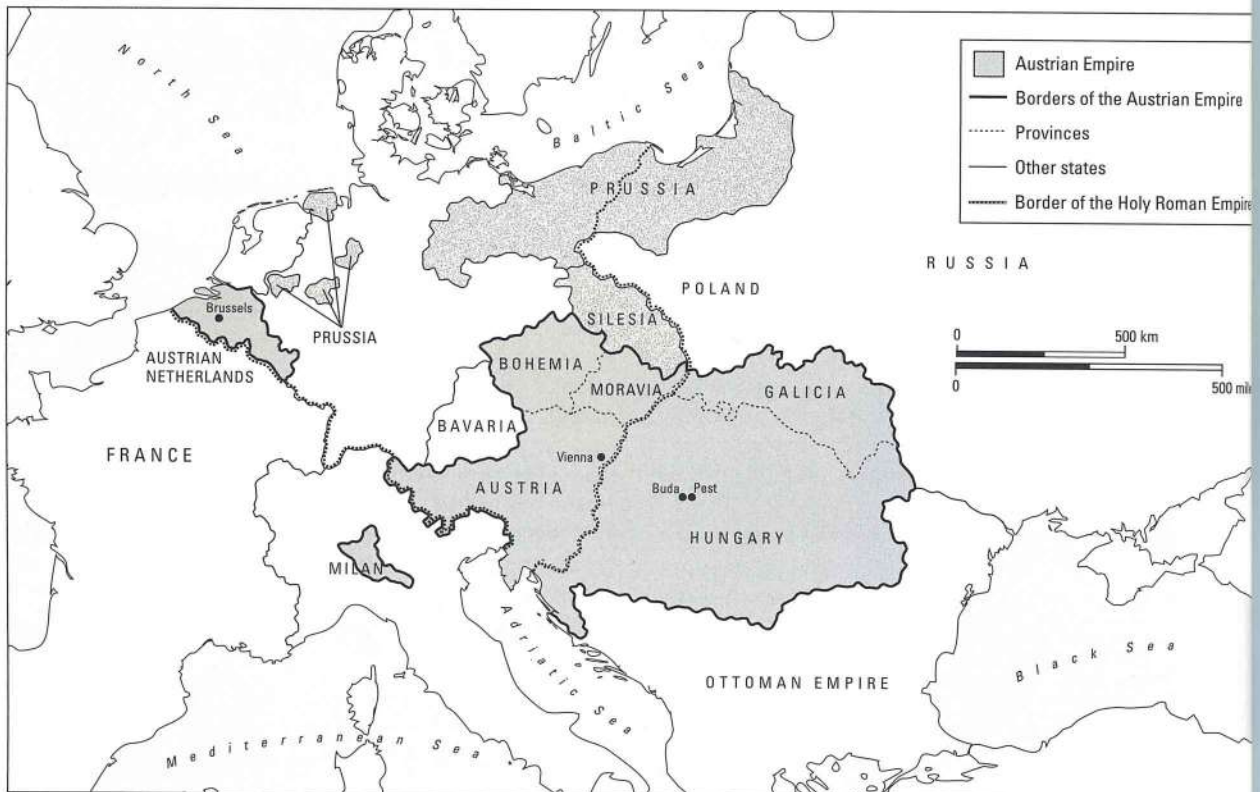 North Sea
Baltic Sea
Austrian Empire
Borders of the Austrian Empire
Provinces
Other states
Border of the Holy Roman Empire
PRUSSIA
RUSSIA
POLAND
Brussels
SILESIA
PRUSSIA
0 500 km
0 500 mil
AUSTRIAN
NETHERLANDS
BOHEMIA
MORAVIA
GALICIA
BAVARIA
FRANCE
Vienna
AUSTRIA
Buda Pest
HUNGARY
MILAN
Adriatic Sea
Black Sea
OTTOMAN EMPIRE
Mediterranean Sea